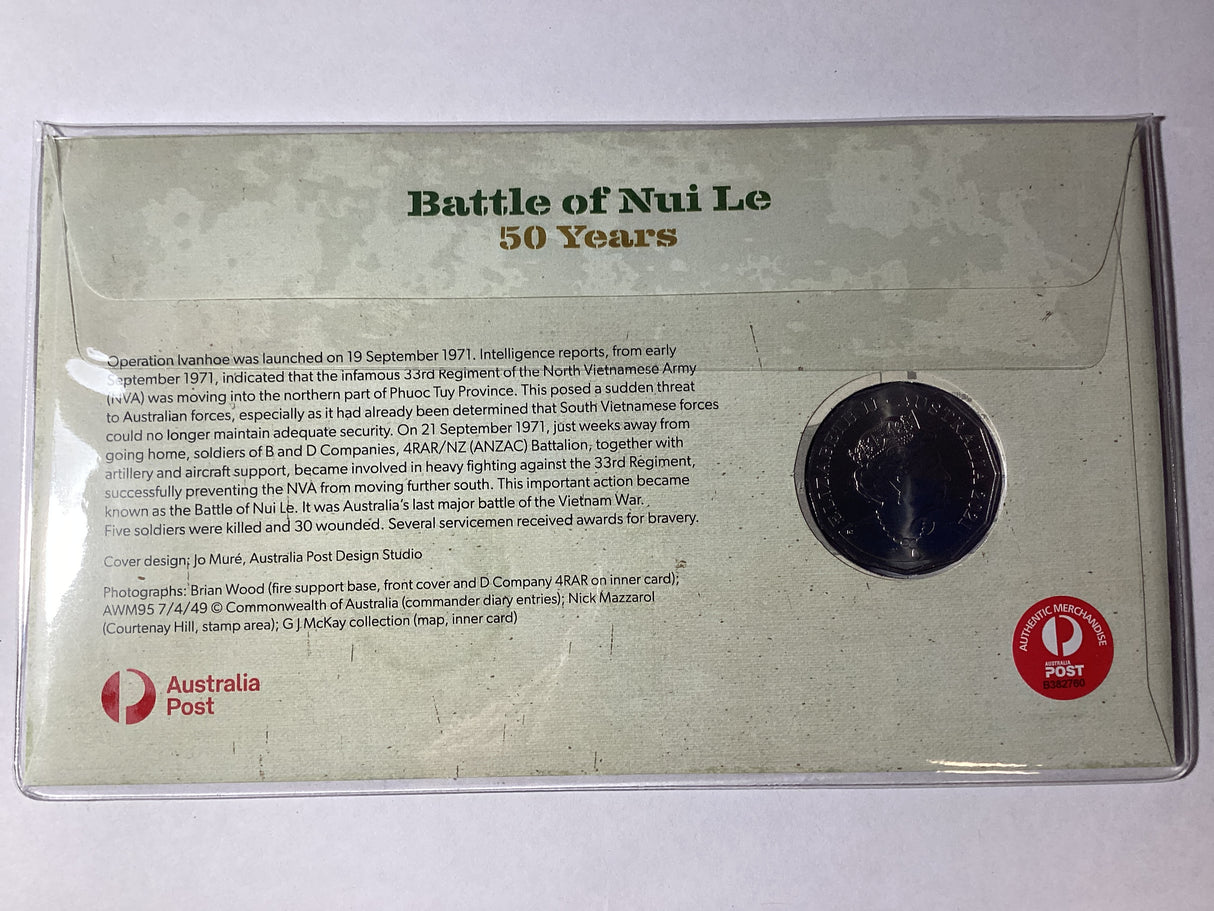 Battle of Nui Le
50 Years
Operation Ivanhoe was launched on 19 September 1971. Intelligence reports, from early
September 1971, indicated that the infamous 33rd Regiment of the North Vietnamese Army
(NVA) was moving into the northern part of Phuoc Tuy Province. This posed a sudden threat
to Australian forces, especially as it had already been determined that South Vietnamese forces
could no longer maintain adequate security. On 21 September 1971, just weeks away from
going home, soldiers of B and D Companies, 4RAR/NZ (ANZAC) Battalion, together with
artillery and aircraft support, became involved in heavy fighting against the 33rd Regiment,
successfully preventing the NVA from moving further south. This important action became
known as the Battle of Nui Le. It was Australia's last major battle of the Vietnam War.
Five soldiers were killed and 30 wounded. Several servicemen received awards for bravery.
Cover design: Jo Muré, Australia Post Design Studio
Photographs: Brian Wood (fire support base, front cover and D Company 4RAR on inner card);
AWM95 7/4/49 © Commonwealth of Australia (commander diary entries); Nick Mazzarol
(Courtenay Hill, stamp area); G J McKay collection (map, inner card)
ELIZABETH II AUSTRALIA 2021
Australia
Post
AUTHENTIC MERCHANDISE
AUSTRALIA
POST
B382760